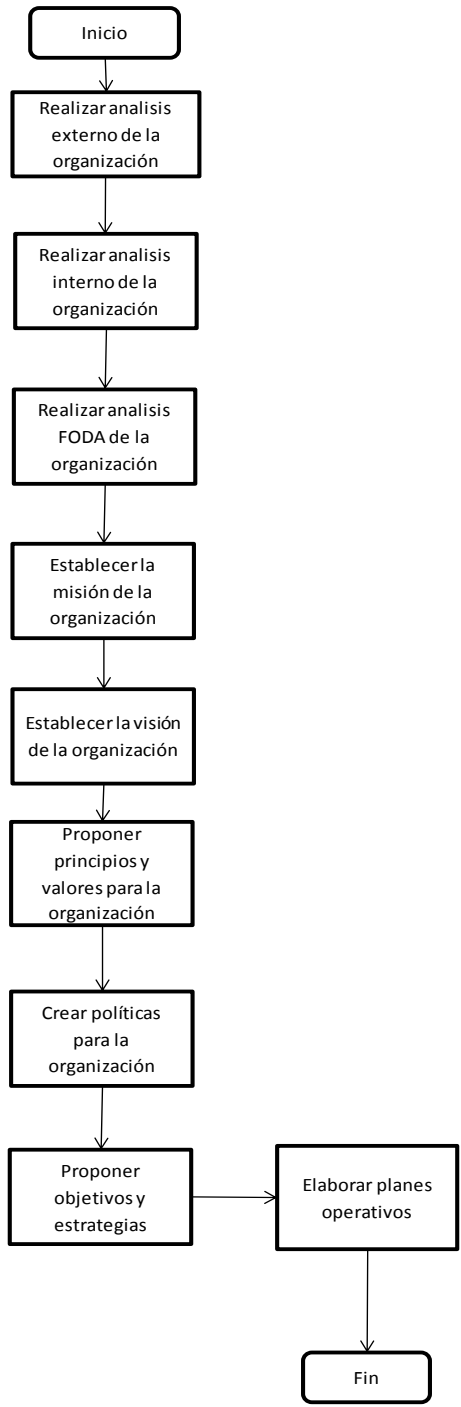 Inicio
Realizar analisis
externo de la
organización
Realizar analisis
interno de la
organización
Realizar analisis
FODA de la
organización
Establecer la
misión de la
organización
Establecer la visión
de la organización
Proponer
principios y
valores para la
organización
Crear políticas
para la
organización
Proponer
objetivos y
estrategias
Elaborar planes
operativos
Fin